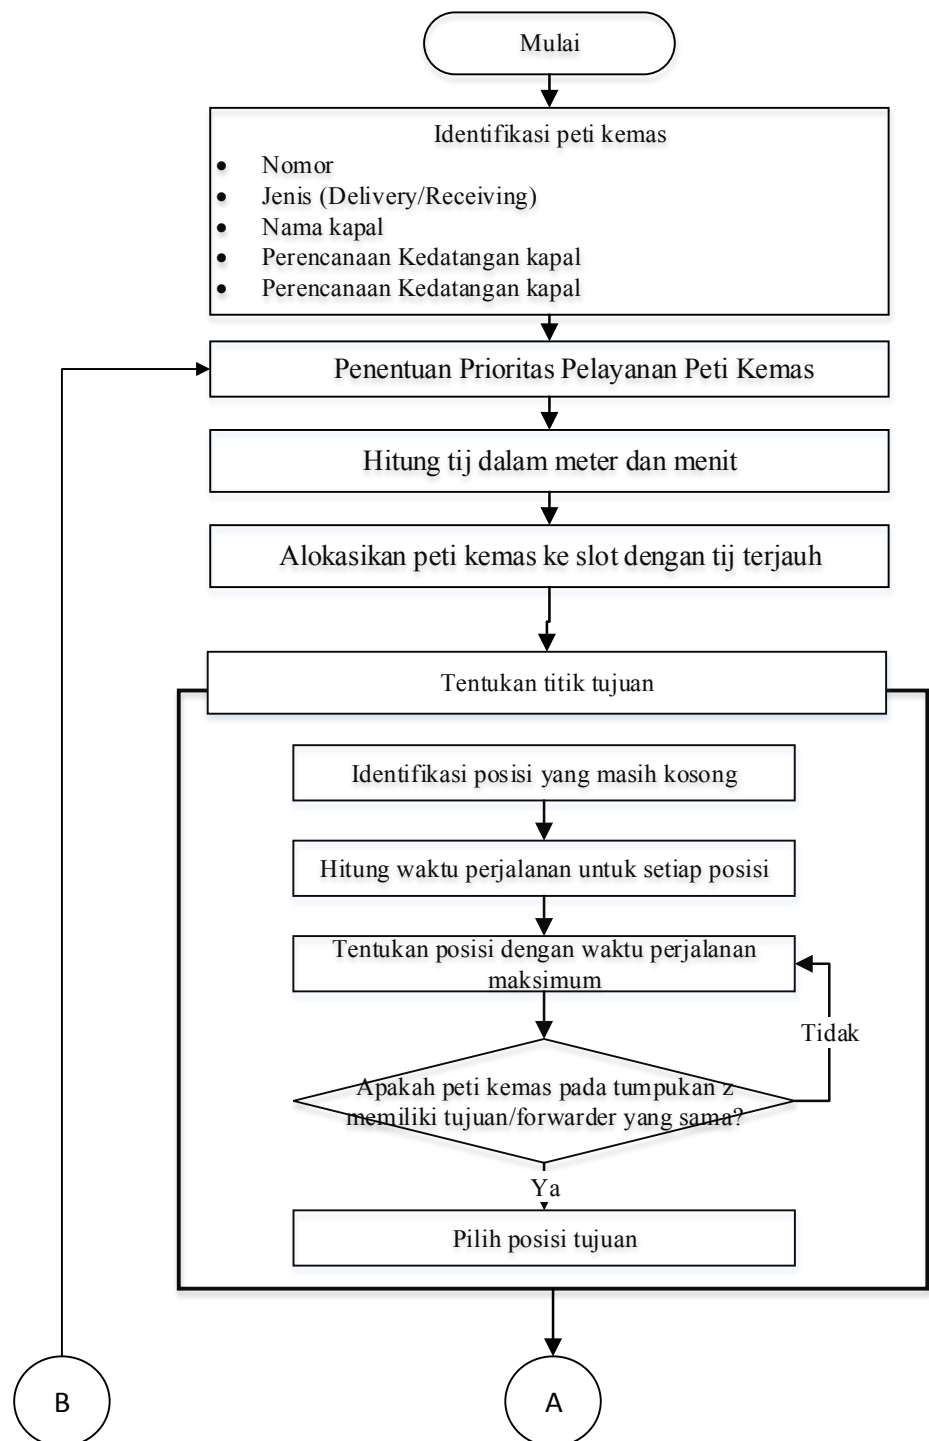 Mulai
Identifikasi peti kemas
• Nomor
• Jenis (Delivery/Receiving)
• Nama kapal
• Perencanaan Kedatangan kapal
• Perencanaan Kedatangan kapal
Penentuan Prioritas Pelayanan Peti Kemas
Hitung tij dalam meter dan menit
Alokasikan peti kemas ke slot dengan tij terjauh
Tentukan titik tujuan
Identifikasi posisi yang masih kosong
Hitung waktu perjalanan untuk setiap posisi
Tentukan posisi dengan waktu perjalanan
maksimum
Tidak
Apakah peti kemas pada tumpukan z
memiliki tujuan/forwarder yang sama?
Ya
Pilih posisi tujuan
B
A